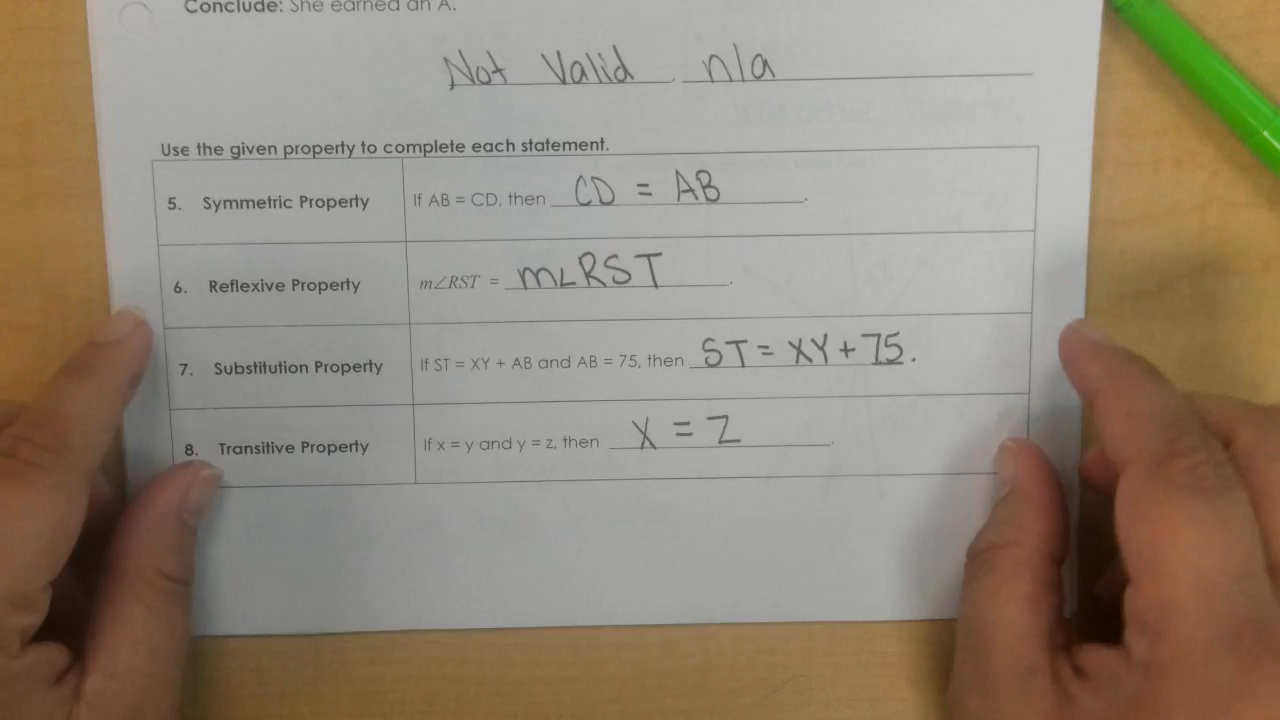 Conclude: She earned an A.
Not Valid n/a
Use the given property to complete each statement.
5. Symmetric Property If AB = CD, then CD = AB.
6. Reflexive Property m∠RST = m∠RST.
7. Substitution Property If ST = XY + AB and AB = 75, then ST = XY + 75.
8. Transitive Property If x = y and y = z, then X = Z.